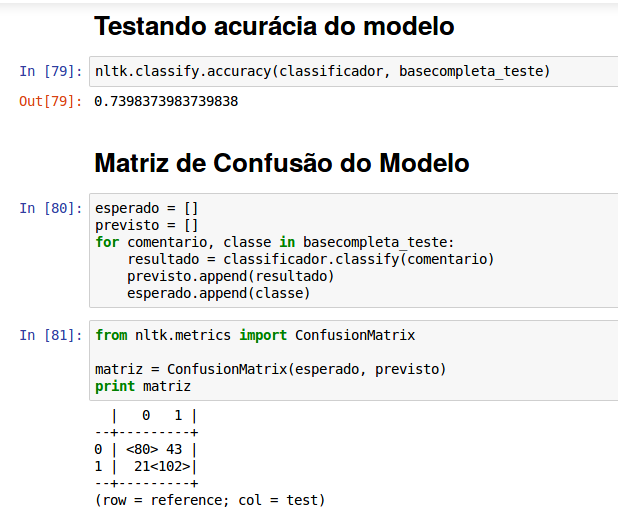 Testando acurácia do modelo
In [79]: nltk.classify.accuracy(classificador, basecompleta_teste)
Out[79]: 0.7398373983739838
Matriz de Confusão do Modelo
In [80]: esperado = []
previsto = []
for comentario, classe in basecompleta_teste:
    resultado = classificador.classify(comentario)
    previsto.append(resultado)
    esperado.append(classe)
In [81]: from nltk.metrics import ConfusionMatrix
matriz = ConfusionMatrix(esperado, previsto)
print matriz
  |   0   1 |
--+---------+
0 | <80> 43 |
1 |  21<102>|
--+---------+
(row = reference; col = test)